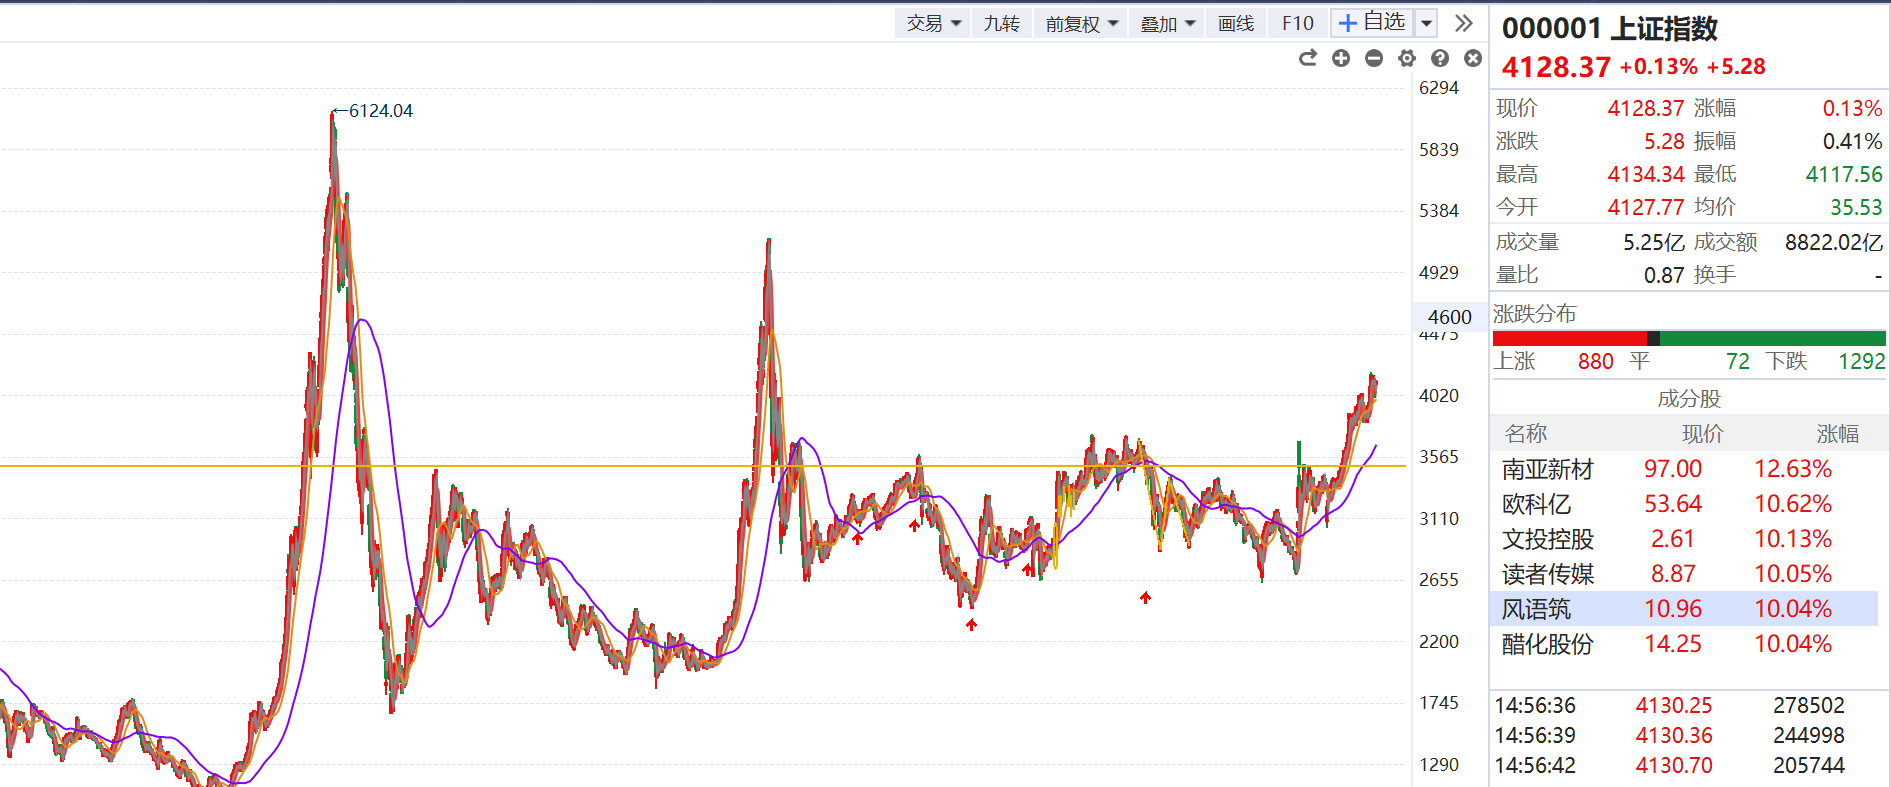 交易 九转 前复权 叠加 画线 F10 +自选
000001 上证指数
4128.37 +0.13% +5.28
现价 4128.37 涨幅 0.13%
涨跌 5.28 振幅 0.41%
最高 4134.34 最低 4117.56
今开 4127.77 均价 35.53
成交量 5.25亿 成交额 8822.02亿
量比 0.87 换手 -
涨跌分布
上涨 880 平 72 下跌 1292
成分股
名称 现价 涨幅
南亚新材 97.00 12.63%
欧科亿 53.64 10.62%
文投控股 2.61 10.13%
读者传媒 8.87 10.05%
风语筑 10.96 10.04%
醋化股份 14.25 10.04%
14:56:36 4130.25 278502
14:56:39 4130.36 244998
14:56:42 4130.70 205744
←6124.04
6294
5839
5384
4929
4600
4475
4020
3565
3110
2655
2200
1745
1290